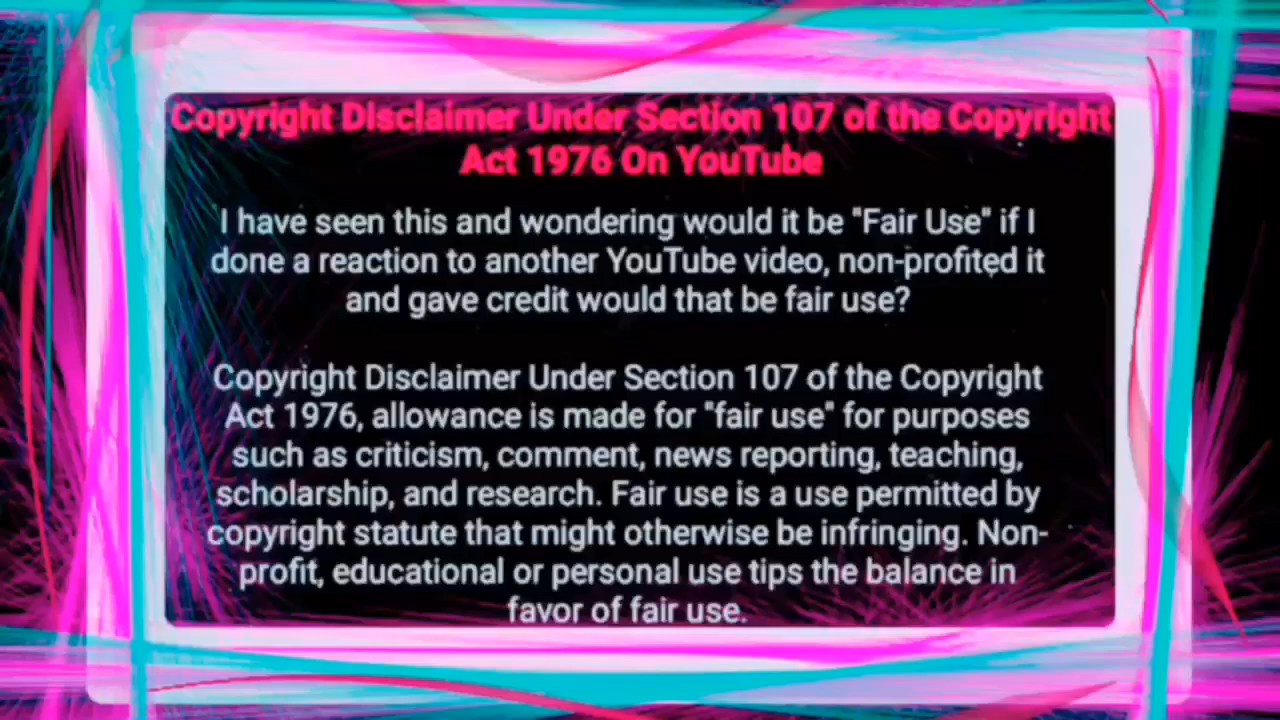 Copyright Disclaimer Under Section 107 of the Copyright
Act 1976 On YouTube
I have seen this and wondering would it be "Fair Use" if I
done a reaction to another YouTube video, non-profited it
and gave credit would that be fair use?
Copyright Disclaimer Under Section 107 of the Copyright
Act 1976, allowance is made for "fair use" for purposes
such as criticism, comment, news reporting, teaching,
scholarship, and research. Fair use is a use permitted by
copyright statute that might otherwise be infringing. Non-
profit, educational or personal use tips the balance in
favor of fair use.